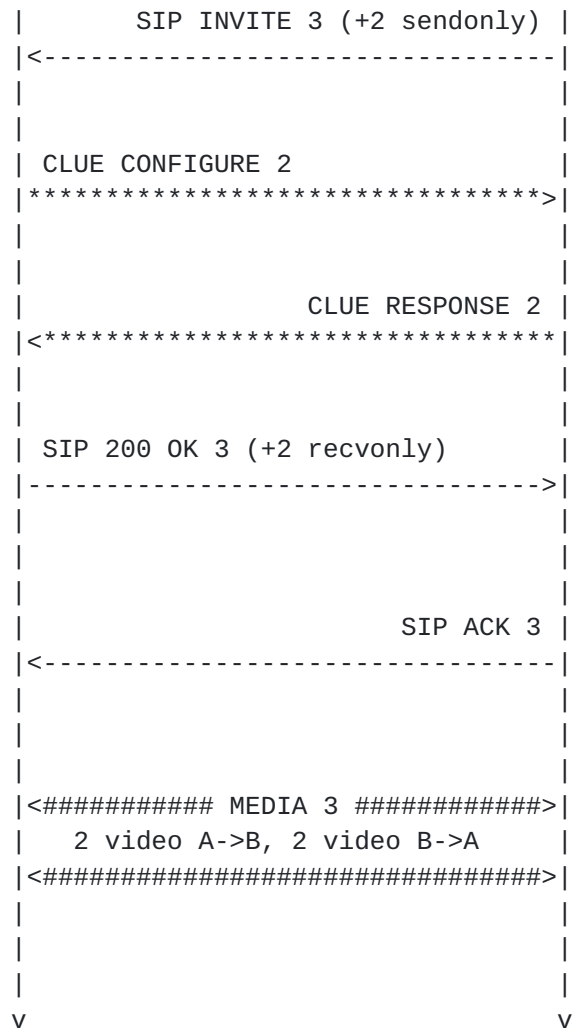 |       SIP INVITE 3 (+2 sendonly) |
|<---------------------------------|
|                                  |
|                                  |
| CLUE CONFIGURE 2                 |
|*********************************>|
|                                  |
|                                  |
|                  CLUE RESPONSE 2 |
|<*********************************|
|                                  |
|                                  |
| SIP 200 OK 3 (+2 recvonly)       |
|--------------------------------->|
|                                  |
|                                  |
|                                  |
|                        SIP ACK 3 |
|<---------------------------------|
|                                  |
|                                  |
|                                  |
|<########### MEDIA 3 ############>|
|   2 video A->B, 2 video B->A     |
|<################################>|
|                                  |
|                                  |
|                                  |
v                                  v